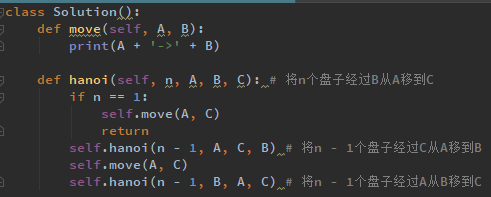 class Solution():
    def move(self, A, B):
        print(A + '->' + B)

    def hanoi(self, n, A, B, C): # 将n个盘子经过B从A移到C
        if n == 1:
            self.move(A, C)
            return
        self.hanoi(n - 1, A, C, B) # 将n - 1个盘子经过C从A移到B
        self.move(A, C)
        self.hanoi(n - 1, B, A, C) # 将n - 1个盘子经过A从B移到C